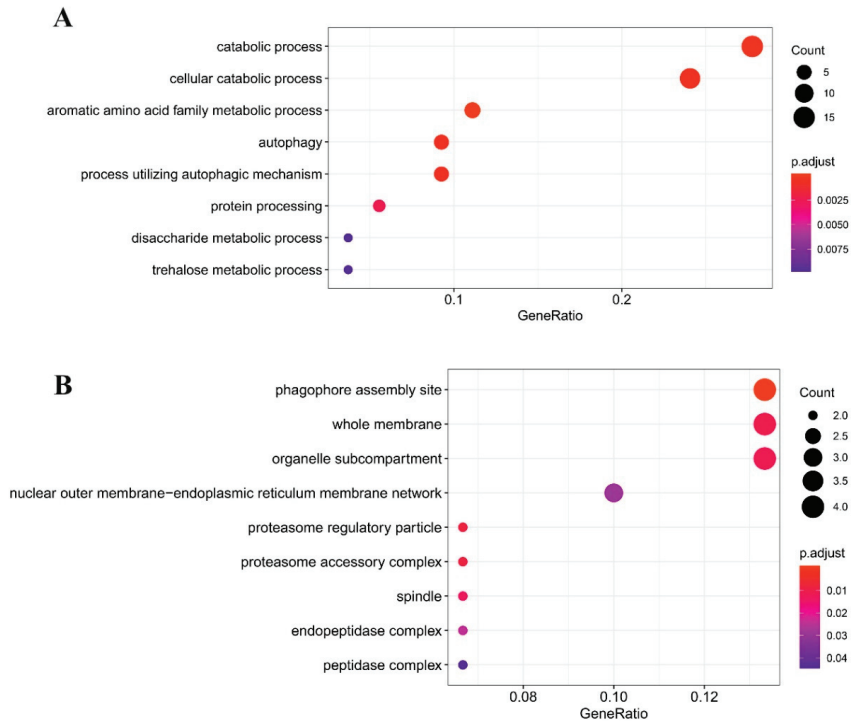 A
catabolic process
cellular catabolic process
aromatic amino acid family metabolic process
autophagy
process utilizing autophagic mechanism
protein processing
disaccharide metabolic process
trehalose metabolic process
0.1 0.2
GeneRatio
Count
5
10
15
p.adjust
0.0025
0.0050
0.0075
B
phagophore assembly site
whole membrane
organelle subcompartment
nuclear outer membrane−endoplasmic reticulum membrane network
proteasome regulatory particle
proteasome accessory complex
spindle
endopeptidase complex
peptidase complex
0.08 0.10 0.12
GeneRatio
Count
2.0
2.5
3.0
3.5
4.0
p.adjust
0.01
0.02
0.03
0.04